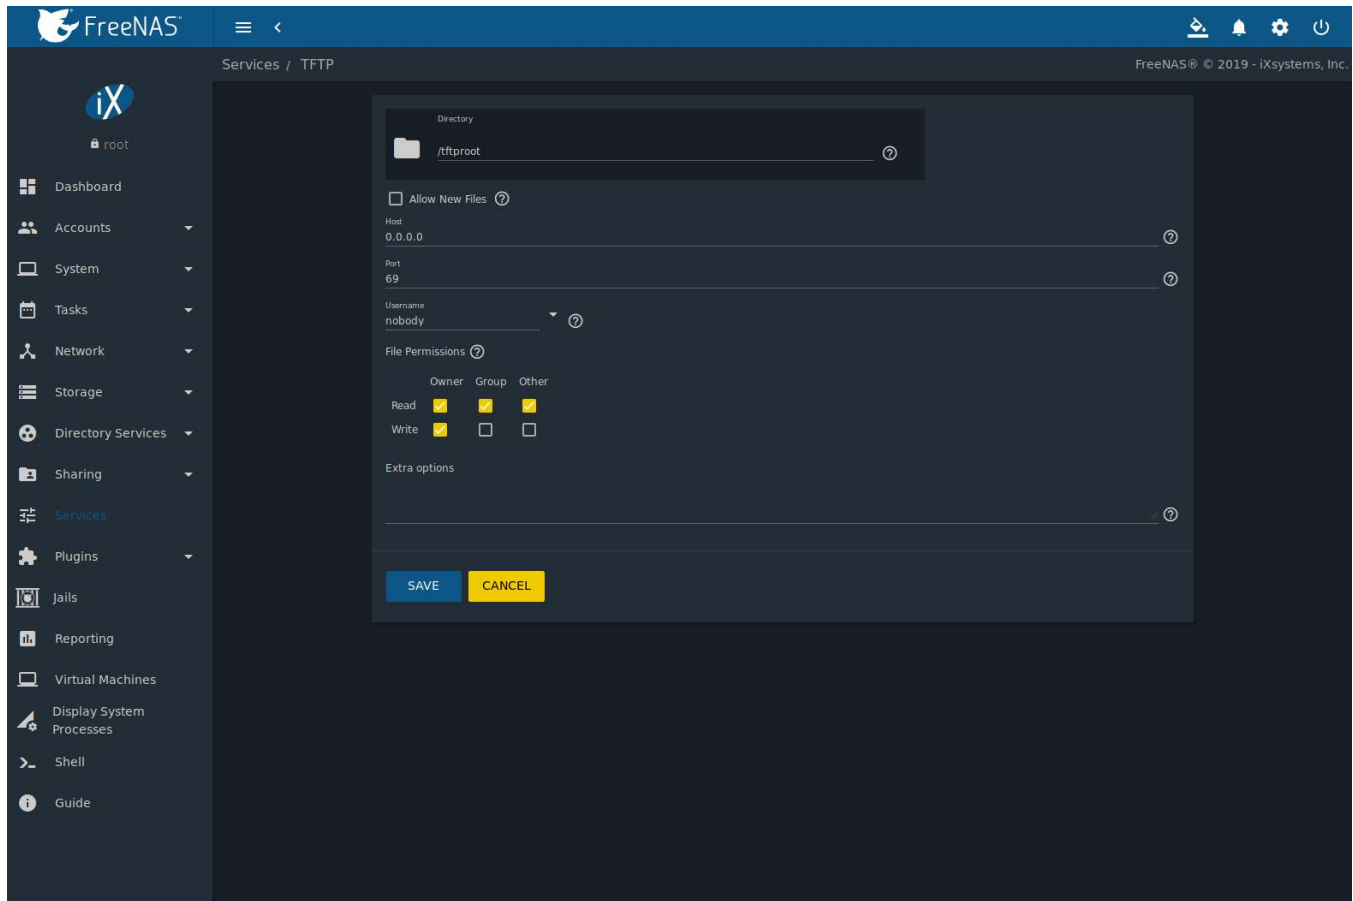 FreeNAS™
Services / TFTP
FreeNAS® © 2019 - iXsystems, Inc.
iX
root
Dashboard
Accounts
System
Tasks
Network
Storage
Directory Services
Sharing
Services
Plugins
Jails
Reporting
Virtual Machines
Display System
Processes
Shell
Guide
Directory
/tftproot
Allow New Files
Host
0.0.0.0
Port
69
Username
nobody
File Permissions
Owner Group Other
Read
Write
Extra options
SAVE CANCEL